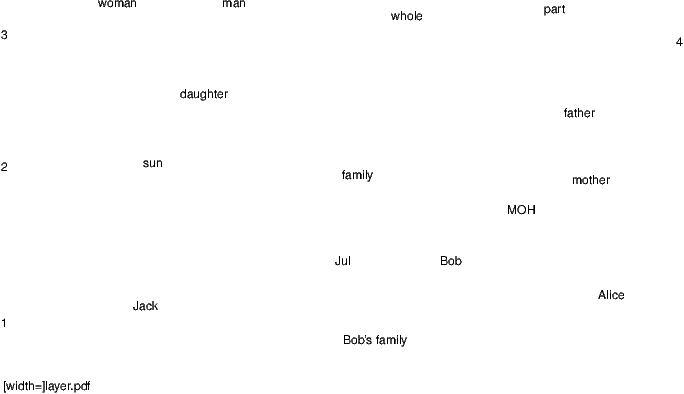 woman man
whole part
3
4
daughter
father
sun
2
family
mother
MOH
Jul Bob
Alice
Jack
1
Bob's family
[width=]layer.pdf